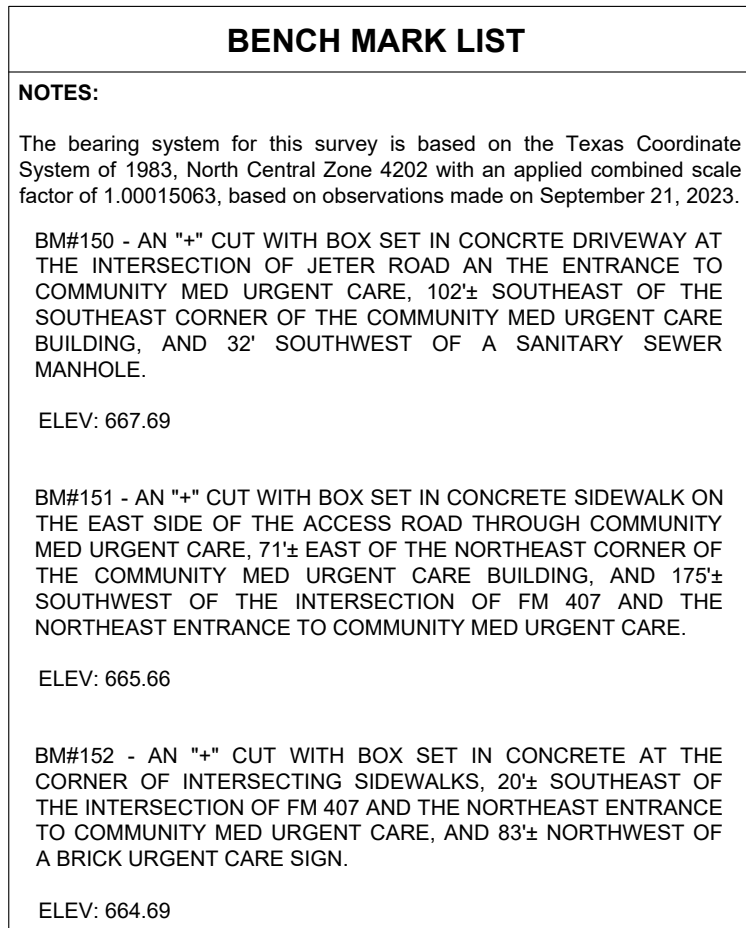 BENCH MARK LIST
NOTES:
The bearing system for this survey is based on the Texas Coordinate
System of 1983, North Central Zone 4202 with an applied combined scale
factor of 1.00015063, based on observations made on September 21, 2023.
BM#150 - AN "+" CUT WITH BOX SET IN CONCRTE DRIVEWAY AT
THE INTERSECTION OF JETER ROAD AN THE ENTRANCE TO
COMMUNITY MED URGENT CARE, 102'± SOUTHEAST OF THE
SOUTHEAST CORNER OF THE COMMUNITY MED URGENT CARE
BUILDING, AND 32' SOUTHWEST OF A SANITARY SEWER
MANHOLE.
ELEV: 667.69
BM#151 - AN "+" CUT WITH BOX SET IN CONCRETE SIDEWALK ON
THE EAST SIDE OF THE ACCESS ROAD THROUGH COMMUNITY
MED URGENT CARE, 71'± EAST OF THE NORTHEAST CORNER OF
THE COMMUNITY MED URGENT CARE BUILDING, AND 175'±
SOUTHWEST OF THE INTERSECTION OF FM 407 AND THE
NORTHEAST ENTRANCE TO COMMUNITY MED URGENT CARE.
ELEV: 665.66
BM#152 - AN "+" CUT WITH BOX SET IN CONCRETE AT THE
CORNER OF INTERSECTING SIDEWALKS, 20'± SOUTHEAST OF
THE INTERSECTION OF FM 407 AND THE NORTHEAST ENTRANCE
TO COMMUNITY MED URGENT CARE, AND 83'± NORTHWEST OF
A BRICK URGENT CARE SIGN.
ELEV: 664.69